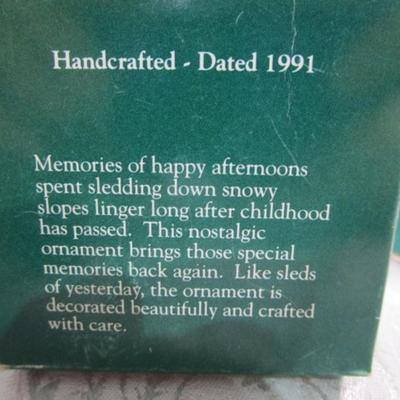 Handcrafted - Dated 1991
Memories of happy afternoons
spent sledding down snowy
slopes linger long after childhood
has passed.  This nostalgic
ornament brings those special
memories back again.  Like sleds
of yesterday, the ornament is
decorated beautifully and crafted
with care.